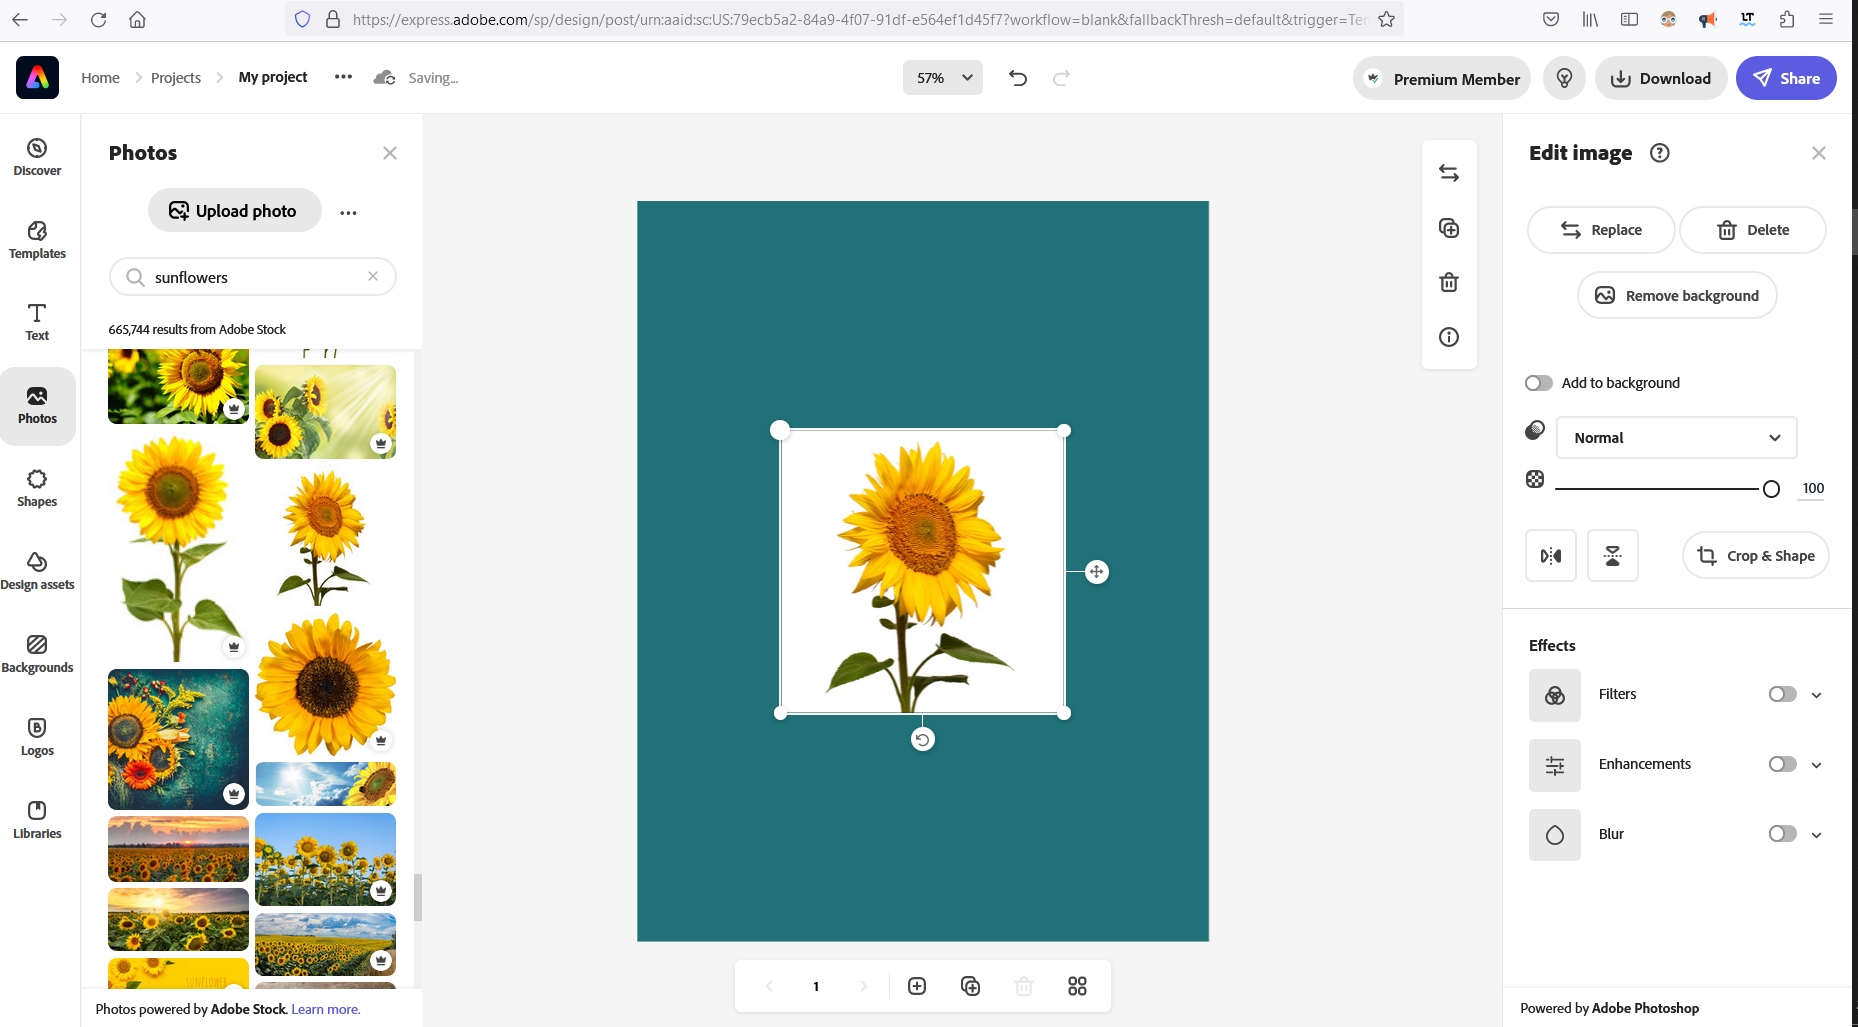 https://express.adobe.com/sp/design/post/urn:aaid:sc:US:79ecb5a2-84a9-4f07-91df-e564ef1d45f7?workflow=blank&fallbackThresh=default&trigger=Ter
LT
Home Projects My project ••• Saving... 57% Premium Member Download Share
Discover
Templates
Text
Photos
Shapes
Design assets
Backgrounds
Logos
Libraries
Photos
Upload photo •••
sunflowers
665,744 results from Adobe Stock
SUNFLOWER
Photos powered by Adobe Stock. Learn more.
1
Edit image
Replace Delete
Remove background
Add to background
Normal
100
Crop & Shape
Effects
Filters
Enhancements
Blur
Powered by Adobe Photoshop